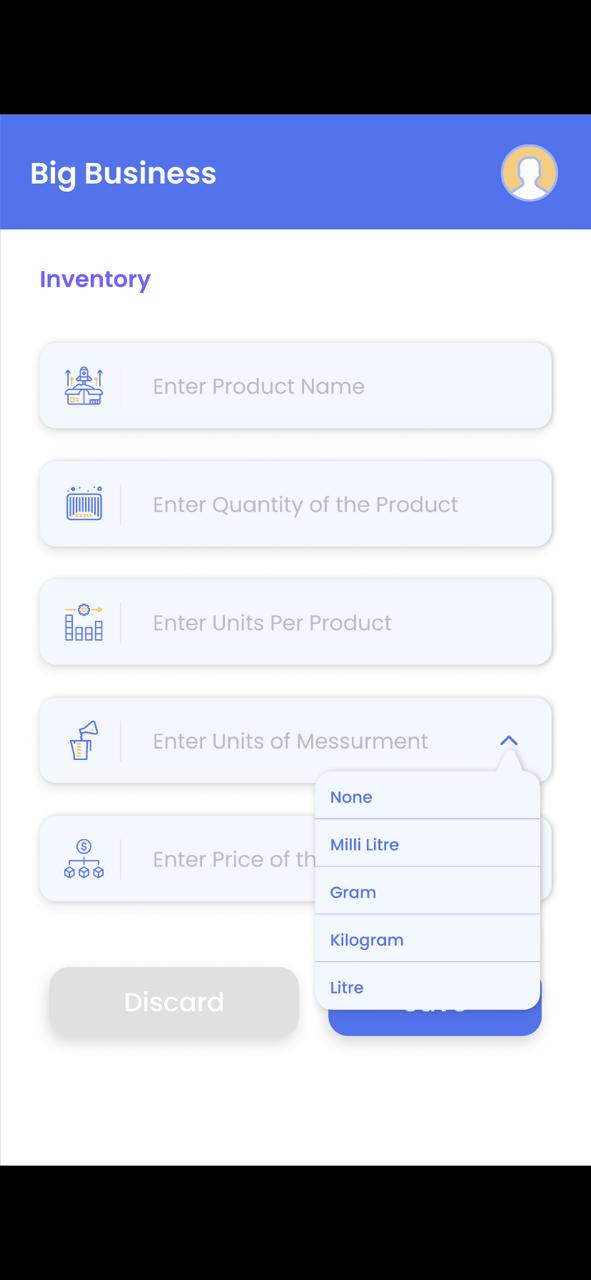 Big Business
Inventory
Enter Product Name
Enter Quantity of the Product
Enter Units Per Product
Enter Units of Messurment
None
Milli Litre
Enter Price of th
Gram
Kilogram
Litre
Discard